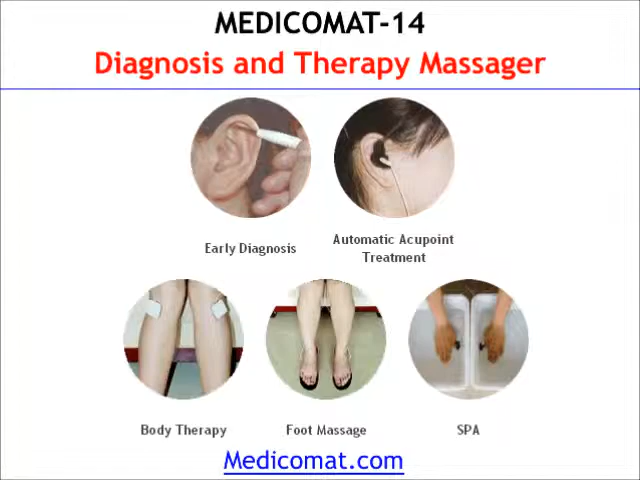 MEDICOMAT-14
Diagnosis and Therapy Massager
Early Diagnosis
Automatic Acupoint
Treatment
Body Therapy
Foot Massage
SPA
Medicomat.com